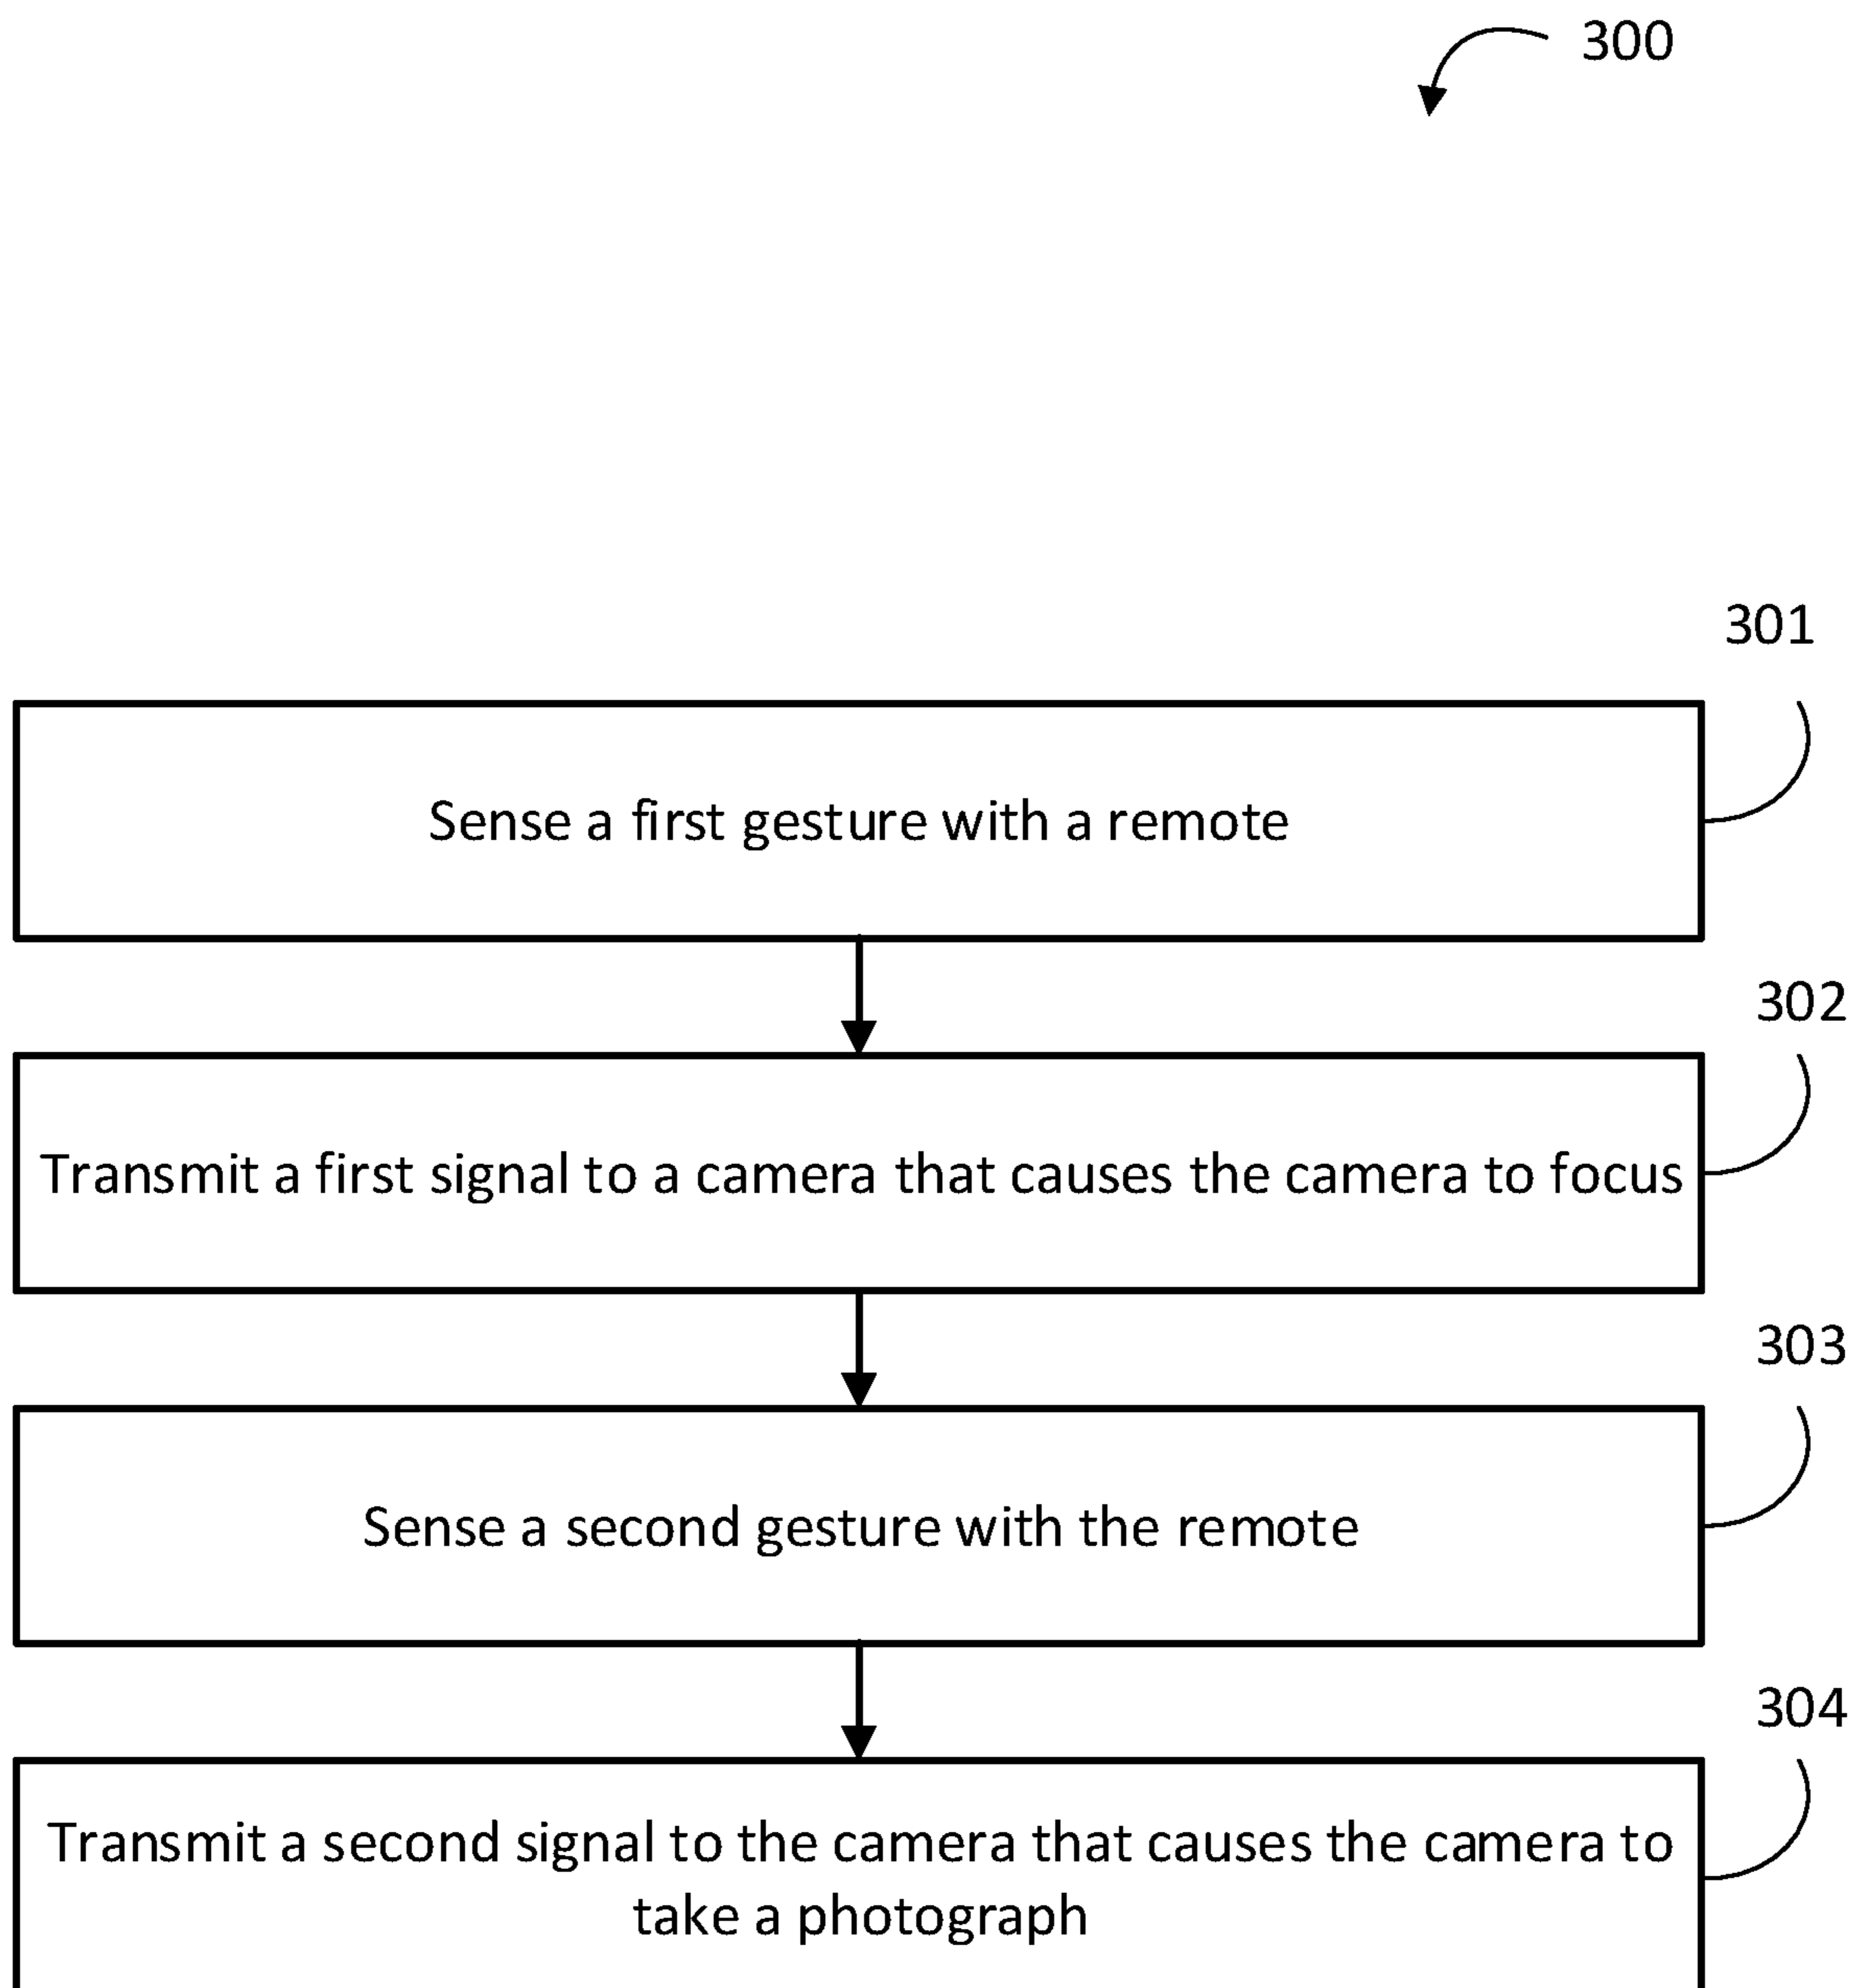 300
301
Sense a first gesture with a remote
302
Transmit a first signal to a camera that causes the camera to focus
303
Sense a second gesture with the remote
304
Transmit a second signal to the camera that causes the camera to
take a photograph